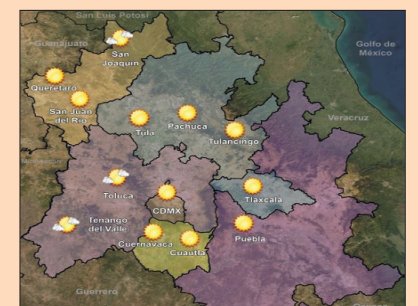 San Luis Potosí
Guanajuato
San
Joaquín
Golfo de
México
Querétaro
San Juan
del Río
Tula
Pachuca
Tulancingo
Veracruz
Michoacán
Toluca
CDMX
Tlaxcala
Tenango
del Valle
Cuernavaca
Cuautla
Puebla
Guerrero